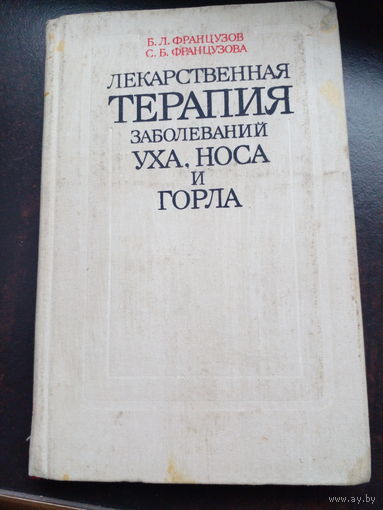 Б. Л. ФРАНЦУЗОВ
С. Б. ФРАНЦУЗОВА
ЛЕКАРСТВЕННАЯ
ТЕРАПИЯ
ЗАБОЛЕВАНИЙ
УХА, НОСА
И
ГОРЛА
www.ay.by